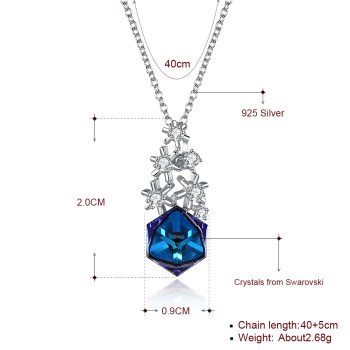 40cm
925 Silver
2.0CM
Crystals from Swarovski
0.9CM
Chain length:40+5cm
Weight: About2.68g